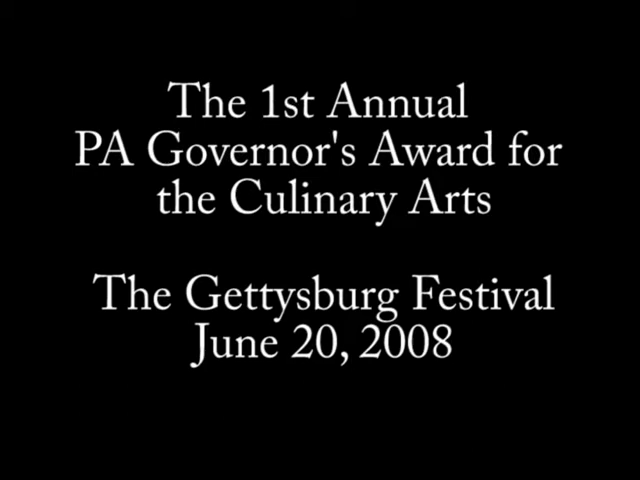 The 1st Annual
PA Governor's Award for
the Culinary Arts
The Gettysburg Festival
June 20, 2008